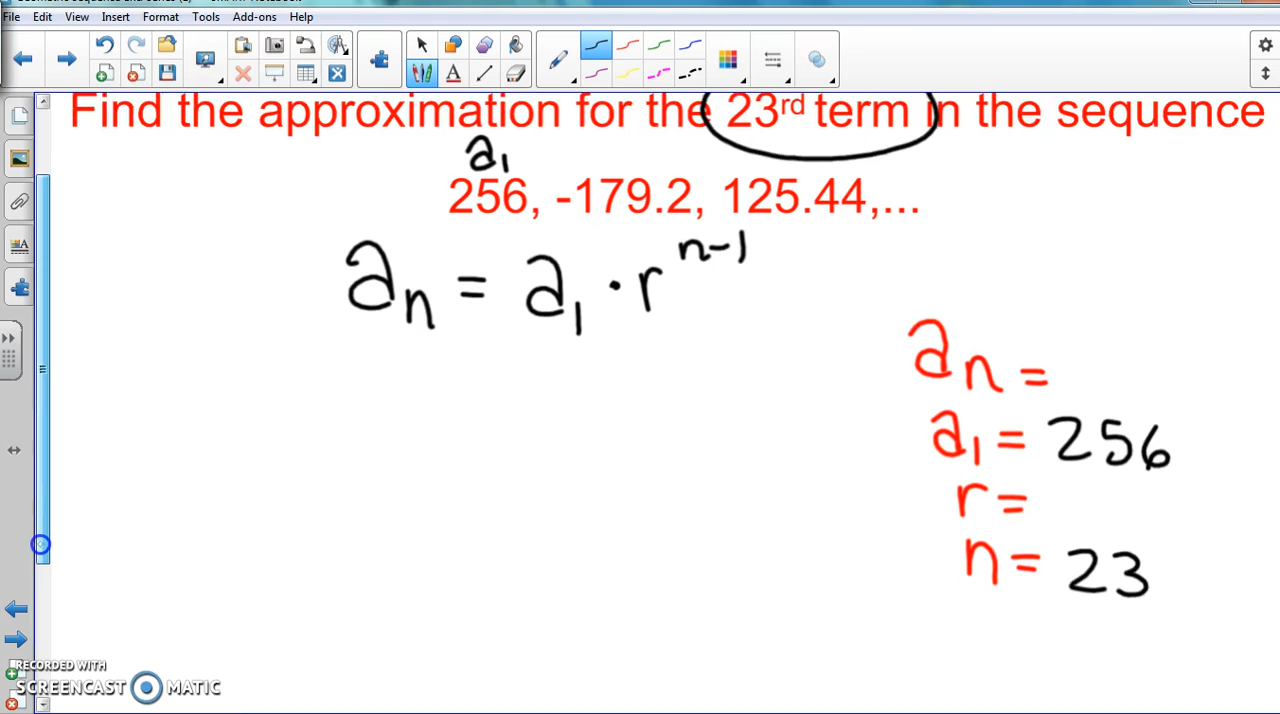 File Edit View Insert Format Tools Add-ons Help
Find the approximation for the 23rd term in the sequence
a1
256, -179.2, 125.44,...
an = a1 · r^n-1
an =
a1 = 256
r =
n = 23
RECORDED WITH
SCREENCAST MATIC